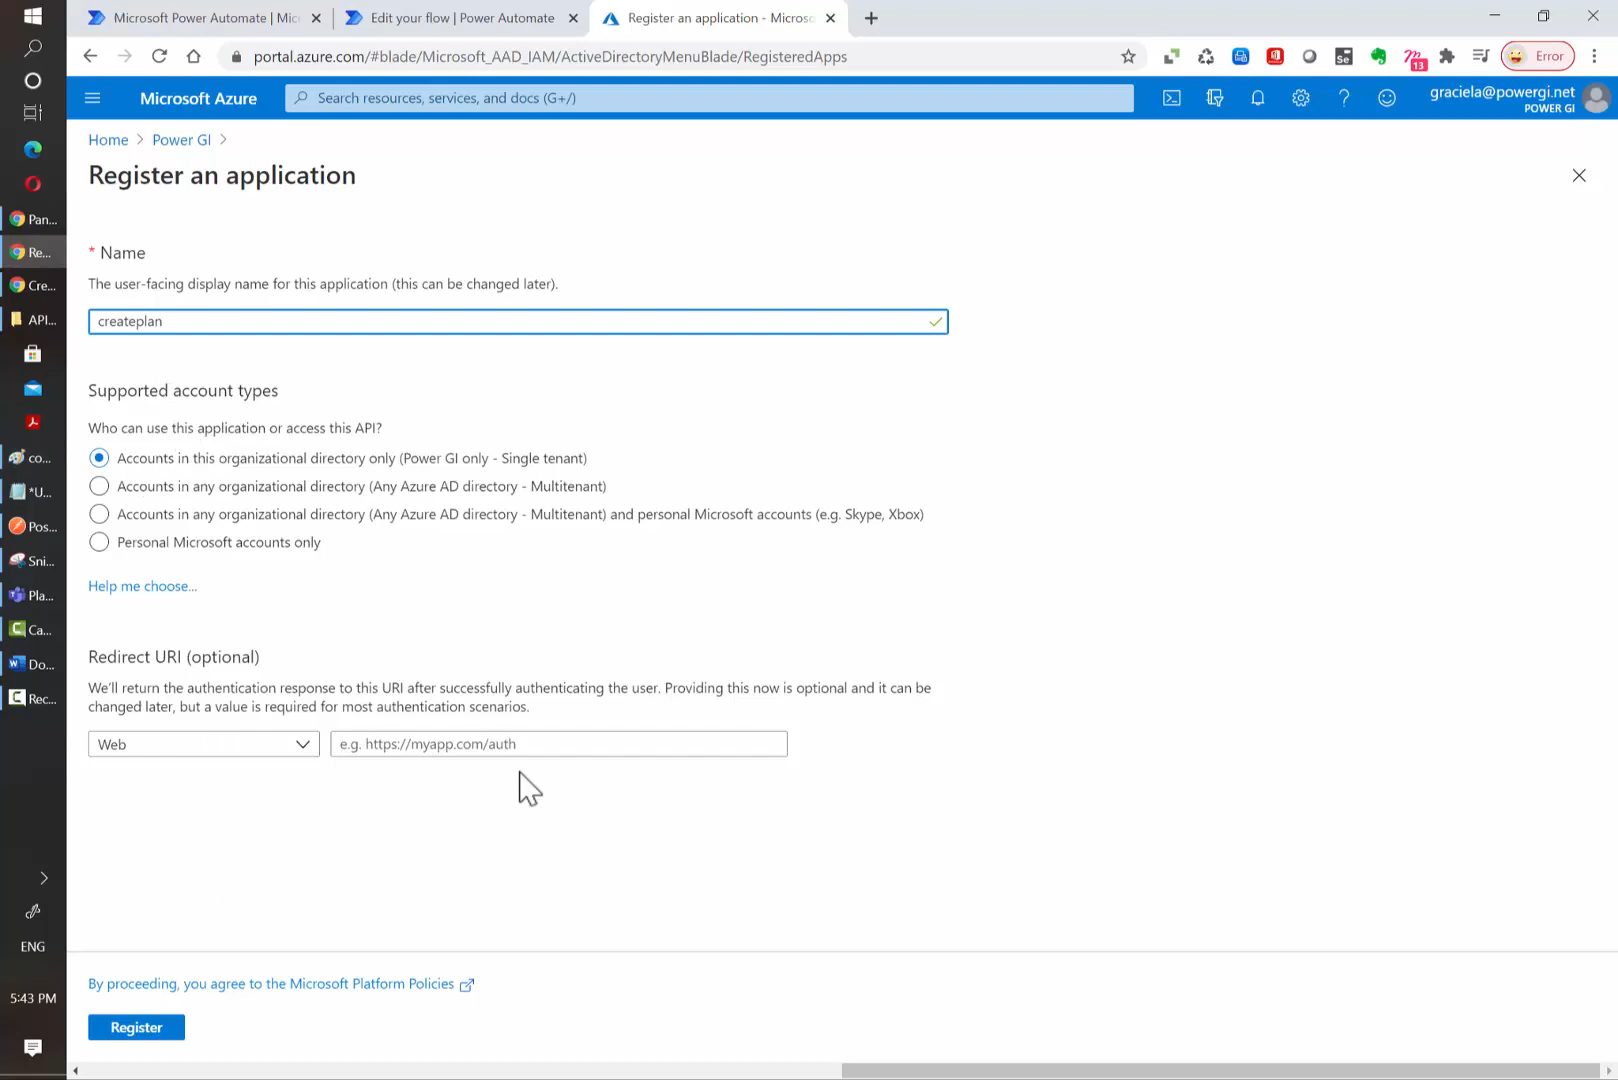 Microsoft Power Automate | Mic
Edit your flow | Power Automate
Register an application - Microso
portal.azure.com/#blade/Microsoft_AAD_IAM/ActiveDirectoryMenuBlade/RegisteredApps
Se
13
Error
Microsoft Azure
Search resources, services, and docs (G+/)
graciela@powergi.net
POWER GI
Home > Power GI >
Register an application
* Name
The user-facing display name for this application (this can be changed later).
createplan
Supported account types
Who can use this application or access this API?
Accounts in this organizational directory only (Power GI only - Single tenant)
Accounts in any organizational directory (Any Azure AD directory - Multitenant)
Accounts in any organizational directory (Any Azure AD directory - Multitenant) and personal Microsoft accounts (e.g. Skype, Xbox)
Personal Microsoft accounts only
Help me choose...
Redirect URI (optional)
We'll return the authentication response to this URI after successfully authenticating the user. Providing this now is optional and it can be
changed later, but a value is required for most authentication scenarios.
Web
e.g. https://myapp.com/auth
By proceeding, you agree to the Microsoft Platform Policies
Register
Pan...
Re...
Cre...
API...
co...
*U...
Pos...
Sni...
Pla...
Ca...
Do...
Rec...
ENG
5:43 PM